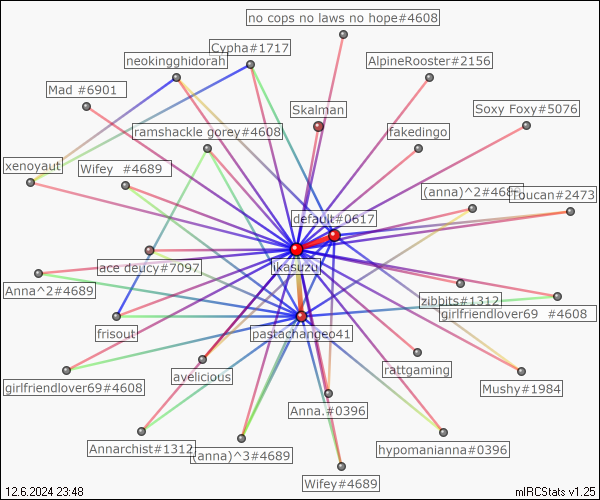 no cops no laws no hope#4608
Cypha#1717
neokingghidorah
AlpineRooster#2156
Mad #6901
Skalman
Soxy Foxy#5076
ramshackle gorey#4608
fakedingo
xenoyaut
Wifey #4689
(anna)^2#468
Toucan#2473
default#0617
ace deucy#7097
ikasuzu
Anna^2#4689
zibbits#1312
girlfriendlover69 #4608
frisout
pastachangeo41
girlfriendlover69#4608
avelicious
rattgaming
Mushy#1984
Anna.#0396
Annarchist#1312
(anna)^3#4689
hypomanianna#0396
Wifey#4689
12.6.2024 23:48
mIRCStats v1.25